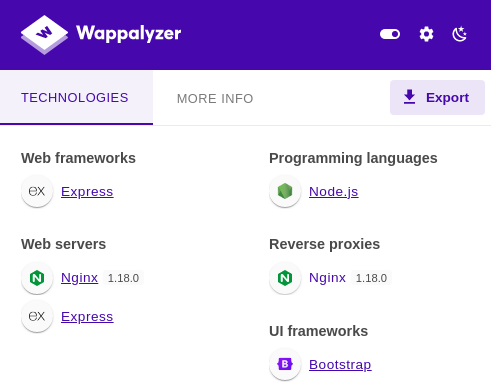 Wappalyzer
TECHNOLOGIES
MORE INFO
Export
Web frameworks
ex Express
Web servers
Nginx 1.18.0
ex Express
Programming languages
Node.js
Reverse proxies
Nginx 1.18.0
UI frameworks
B Bootstrap